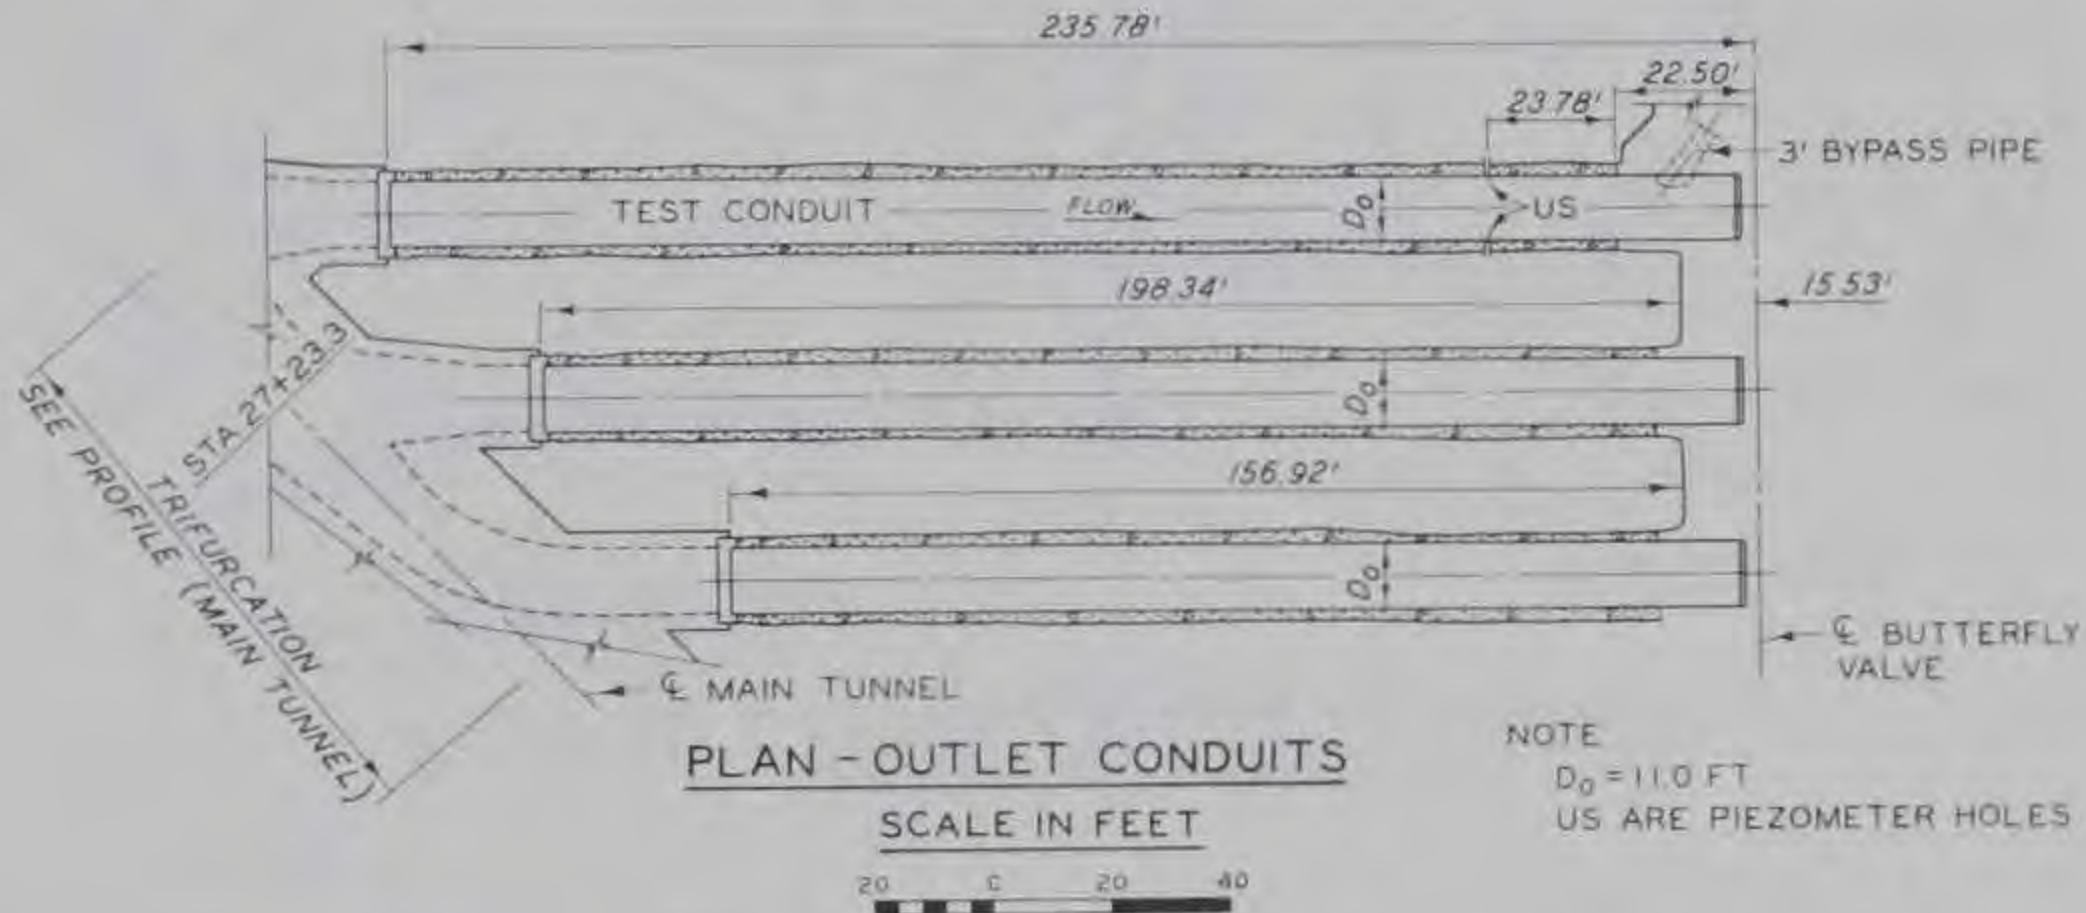 235 78'
22.50'
23.78'
3' BYPASS PIPE
TEST CONDUIT
FLOW
D₀
US
198 34'
15.53'
STA 27+23 3
D₀
SEE PROFILE (MAIN TUNNEL)
TRIFURCATION
156.92'
D₀
℄ BUTTERFLY
VALVE
℄ MAIN TUNNEL
PLAN - OUTLET CONDUITS
SCALE IN FEET
20 0 20 40
NOTE
D₀ = 11.0 FT
US ARE PIEZOMETER HOLES